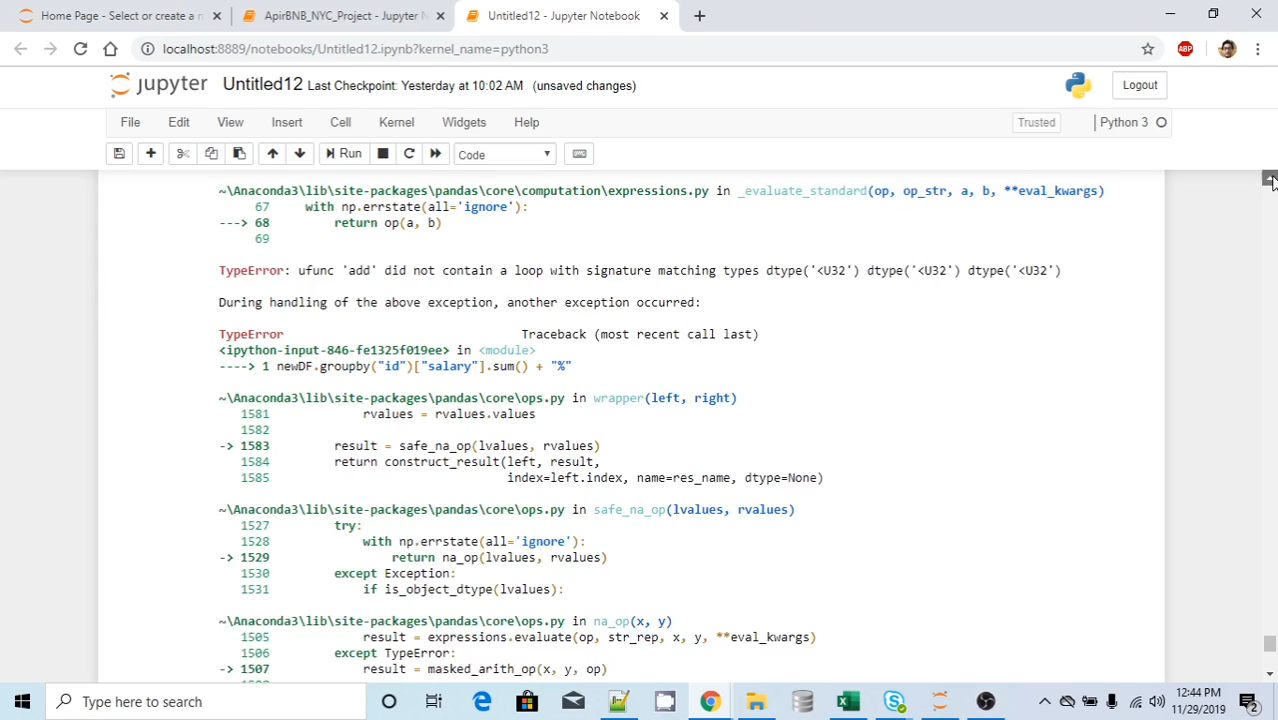 Home Page - Select or create a n
ApirBNB_NYC_Project - Jupyter N
Untitled12 - Jupyter Notebook
localhost:8889/notebooks/Untitled12.ipynb?kernel_name=python3
ABP
jupyter Untitled12 Last Checkpoint: Yesterday at 10:02 AM (unsaved changes)
Logout
File Edit View Insert Cell Kernel Widgets Help
Trusted
Python 3
Run
Code
~\Anaconda3\lib\site-packages\pandas\core\computation\expressions.py in _evaluate_standard(op, op_str, a, b, **eval_kwargs)
67 with np.errstate(all='ignore'):
---> 68 return op(a, b)
69
TypeError: ufunc 'add' did not contain a loop with signature matching types dtype('<U32') dtype('<U32') dtype('<U32')
During handling of the above exception, another exception occurred:
TypeError Traceback (most recent call last)
<ipython-input-846-fe1325f019ee> in <module>
----> 1 newDF.groupby("id")["salary"].sum() + "%"
~\Anaconda3\lib\site-packages\pandas\core\ops.py in wrapper(left, right)
1581 rvalues = rvalues.values
1582
-> 1583 result = safe_na_op(lvalues, rvalues)
1584 return construct_result(left, result,
1585 index=left.index, name=res_name, dtype=None)
~\Anaconda3\lib\site-packages\pandas\core\ops.py in safe_na_op(lvalues, rvalues)
1527 try:
1528 with np.errstate(all='ignore'):
-> 1529 return na_op(lvalues, rvalues)
1530 except Exception:
1531 if is_object_dtype(lvalues):
~\Anaconda3\lib\site-packages\pandas\core\ops.py in na_op(x, y)
1505 result = expressions.evaluate(op, str_rep, x, y, **eval_kwargs)
1506 except TypeError:
-> 1507 result = masked_arith_op(x, y, op)
Type here to search
12:44 PM
11/29/2019
2